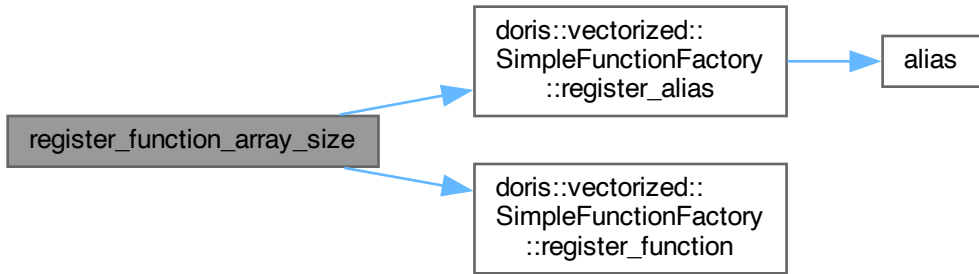 register_function_array_size
doris::vectorized::
SimpleFunctionFactory
::register_alias
alias
doris::vectorized::
SimpleFunctionFactory
::register_function